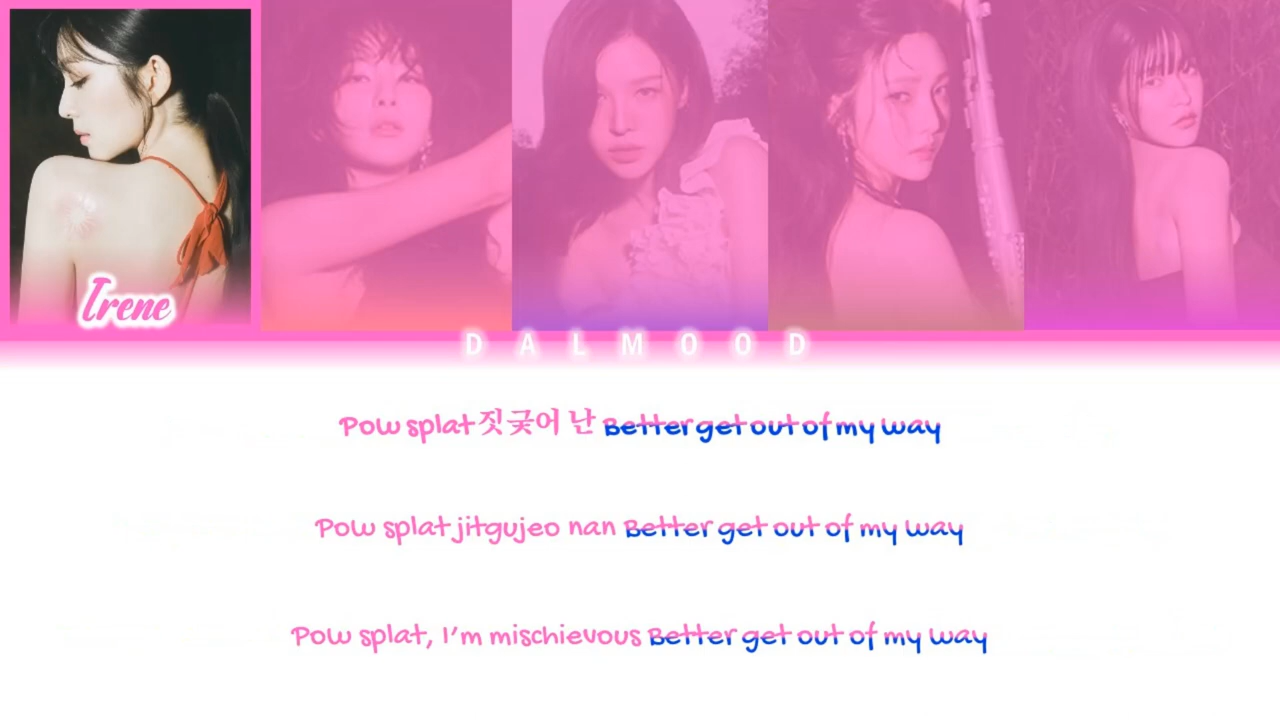 Irene
DALMOOD
Pow splat 짓궂어 난 Better get out of my way
Pow splat jitgujeo nan Better get out of my way
Pow splat, I'm mischievous Better get out of my way